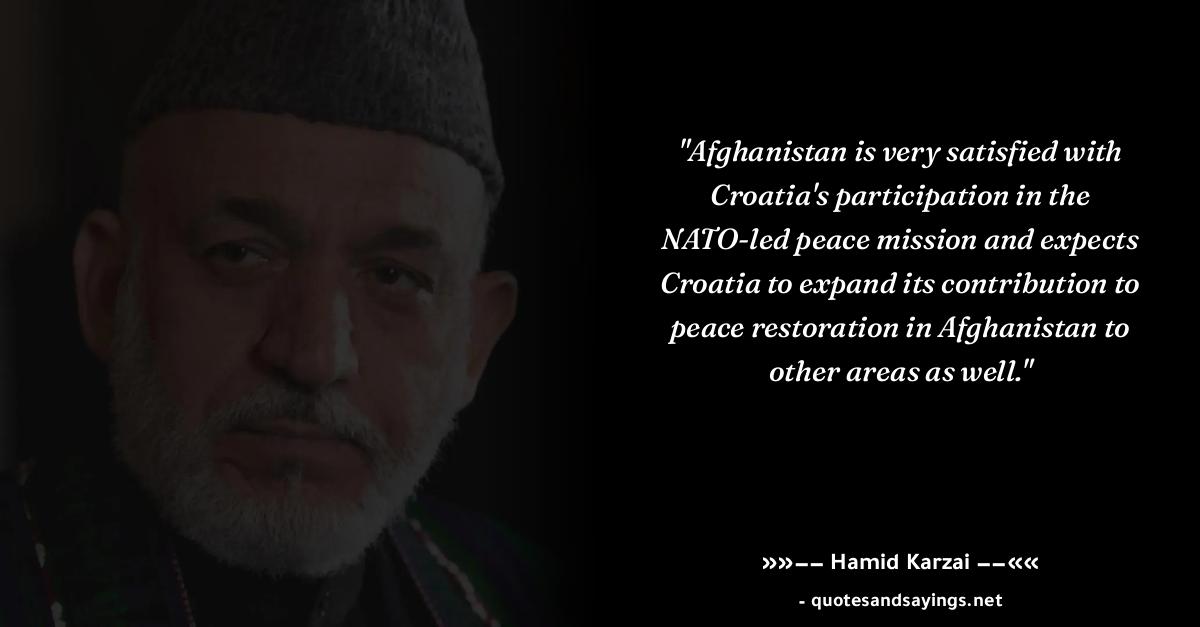 "Afghanistan is very satisfied with
Croatia's participation in the
NATO-led peace mission and expects
Croatia to expand its contribution to
peace restoration in Afghanistan to
other areas as well."
»»–– Hamid Karzai ––««
- quotesandsayings.net